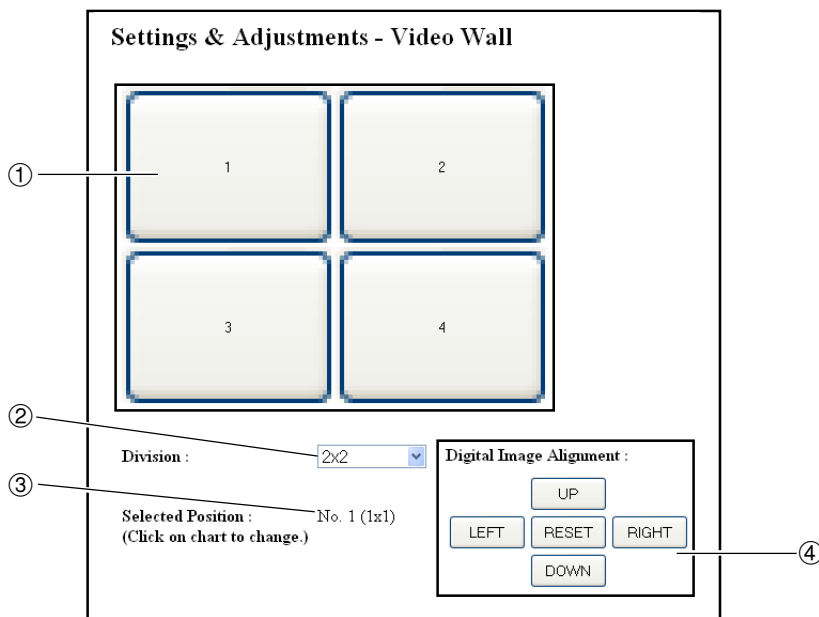 Settings & Adjustments - Video Wall
①
1
2
3
4
②
Division :
2x2
③
Selected Position :
No. 1 (1x1)
(Click on chart to change.)
Digital Image Alignment :
UP
LEFT
RESET
RIGHT
DOWN
④